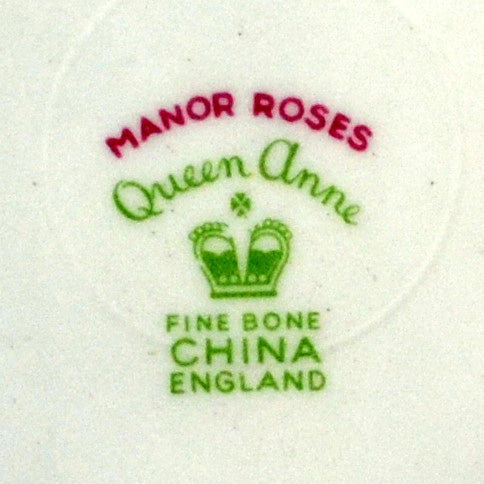 MANOR ROSES
Queen Anne
FINE BONE
CHINA
ENGLAND